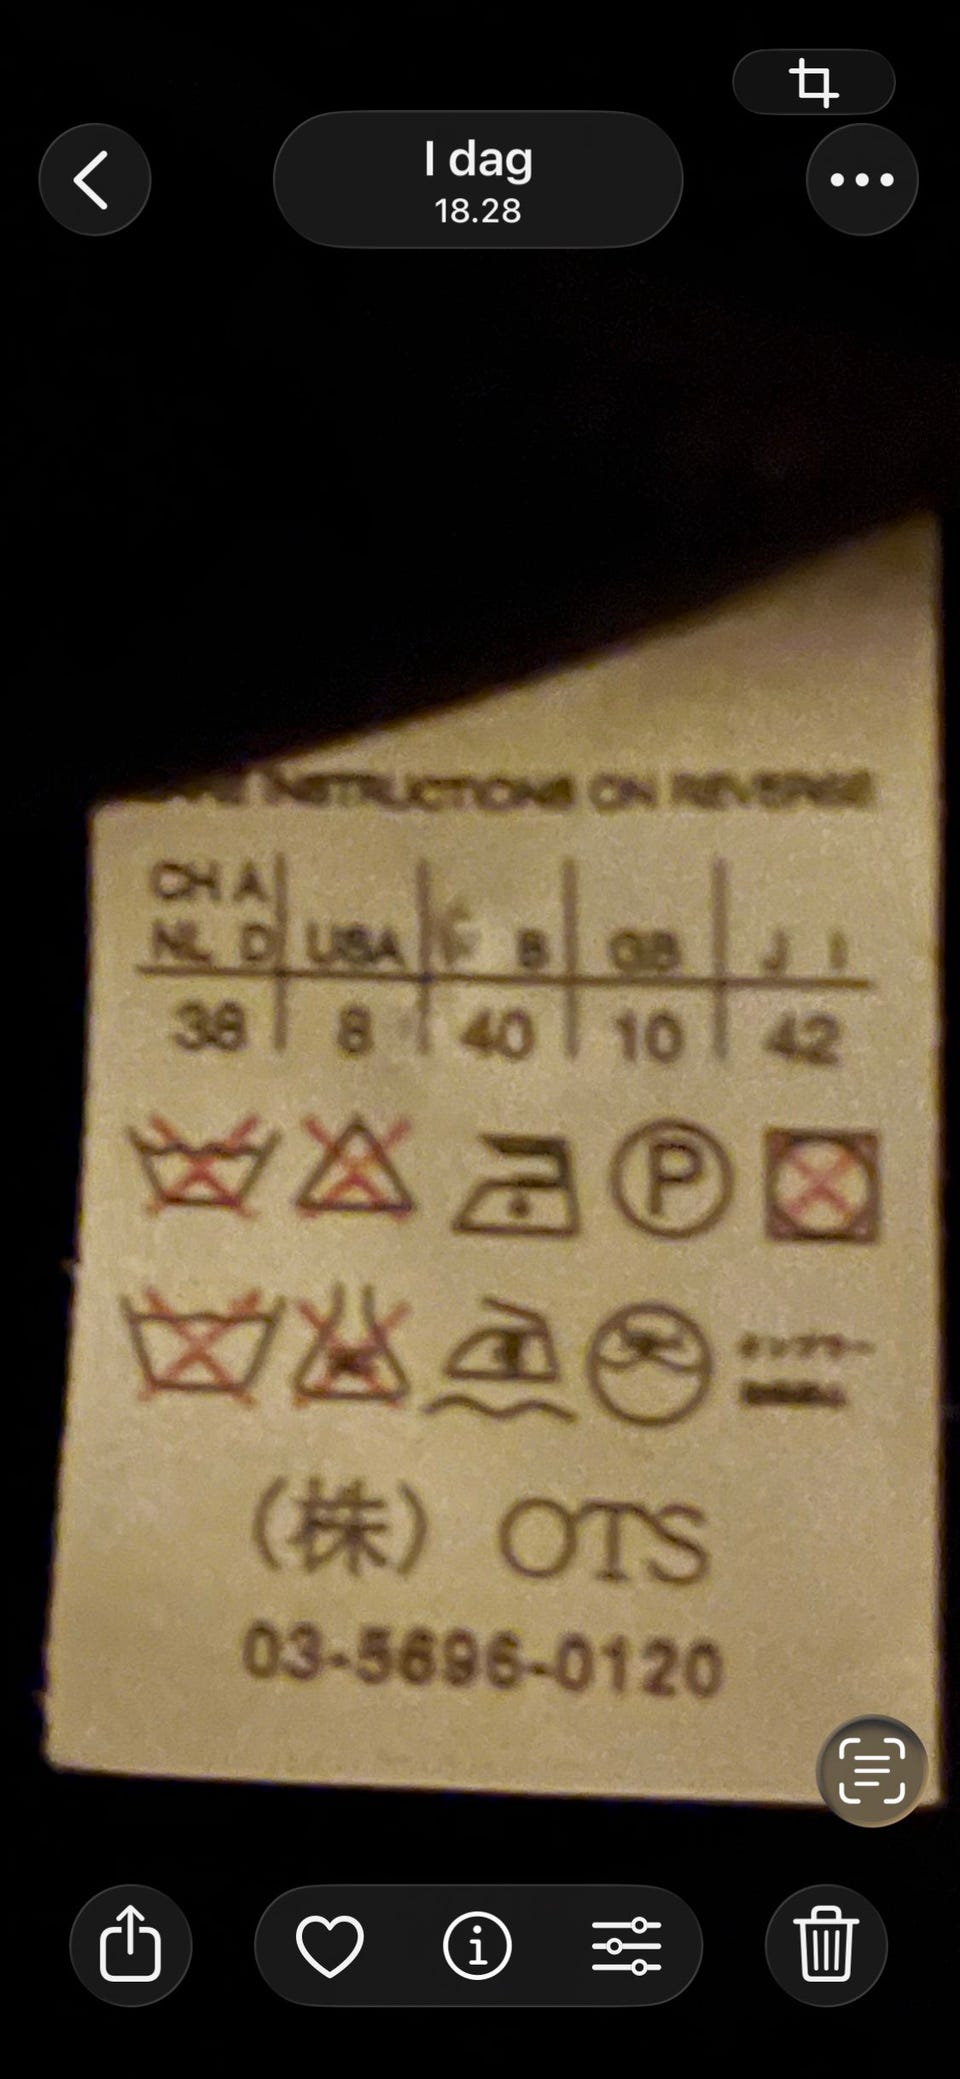 I dag
18.28
INSTRUCTIONS ON REVERSE
CH A
NL D USA F B GB J I
38 8 40 10 42
P
(株) OTS
03-5696-0120